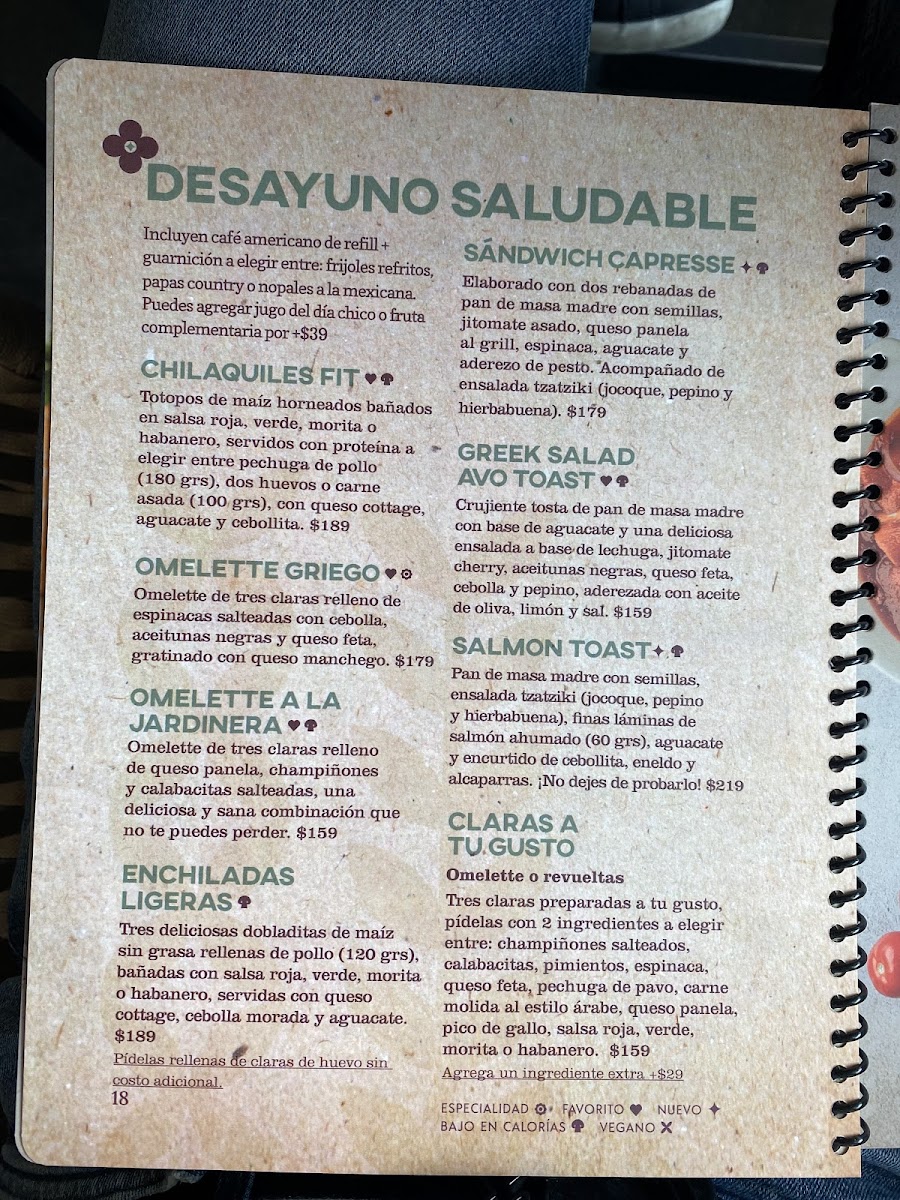 DESAYUNO SALUDABLE
Incluyen café americano de refill +
guarnición a elegir entre: frijoles refritos,
papas country o nopales a la mexicana.
Puedes agregar jugo del día chico o fruta
complementaria por +$39
CHILAQUILES FIT
Totopos de maíz horneados bañados
en salsa roja, verde, morita o
habanero, servidos con proteína a
elegir entre pechuga de pollo
(180 grs), dos huevos o carne
asada (100 grs), con queso cottage,
aguacate y cebollita. $189
OMELETTE GRIEGO
Omelette de tres claras relleno de
espinacas salteadas con cebolla,
aceitunas negras y queso feta,
gratinado con queso manchego. $179
OMELETTE A LA
JARDINERA
Omelette de tres claras relleno
de queso panela, champiñones
y calabacitas salteadas, una
deliciosa y sana combinación que
no te puedes perder. $159
ENCHILADAS
LIGERAS
Tres deliciosas dobladitas de maíz
sin grasa rellenas de pollo (120 grs),
bañadas con salsa roja, verde, morita
o habanero, servidas con queso
cottage, cebolla morada y aguacate.
$189
Pídelas rellenas de claras de huevo sin
costo adicional.
18
SÁNDWICH CAPRESSE
Elaborado con dos rebanadas de
pan de masa madre con semillas,
jitomate asado, queso panela
al grill, espinaca, aguacate y
aderezo de pesto. Acompañado de
ensalada tzatziki (jocoque, pepino y
hierbabuena). $179
GREEK SALAD
AVO TOAST
Crujiente tosta de pan de masa madre
con base de aguacate y una deliciosa
ensalada a base de lechuga, jitomate
cherry, aceitunas negras, queso feta,
cebolla y pepino, aderezada con aceite
de oliva, limón y sal. $159
SALMON TOAST
Pan de masa madre con semillas,
ensalada tzatziki (jocoque, pepino
y hierbabuena), finas láminas de
salmón ahumado (60 grs), aguacate
y encurtido de cebollita, eneldo y
alcaparras. ¡No dejes de probarlo! $219
CLARAS A
TU GUSTO
Omelette o revueltas
Tres claras preparadas a tu gusto,
pídelas con 2 ingredientes a elegir
entre: champiñones salteados,
calabacitas, pimientos, espinaca,
queso feta, pechuga de pavo, carne
molida al estilo árabe, queso panela,
pico de gallo, salsa roja, verde,
morita o habanero. $159
Agrega un ingrediente extra +$29
ESPECIALIDAD FAVORITO NUEVO
BAJO EN CALORÍAS VEGANO